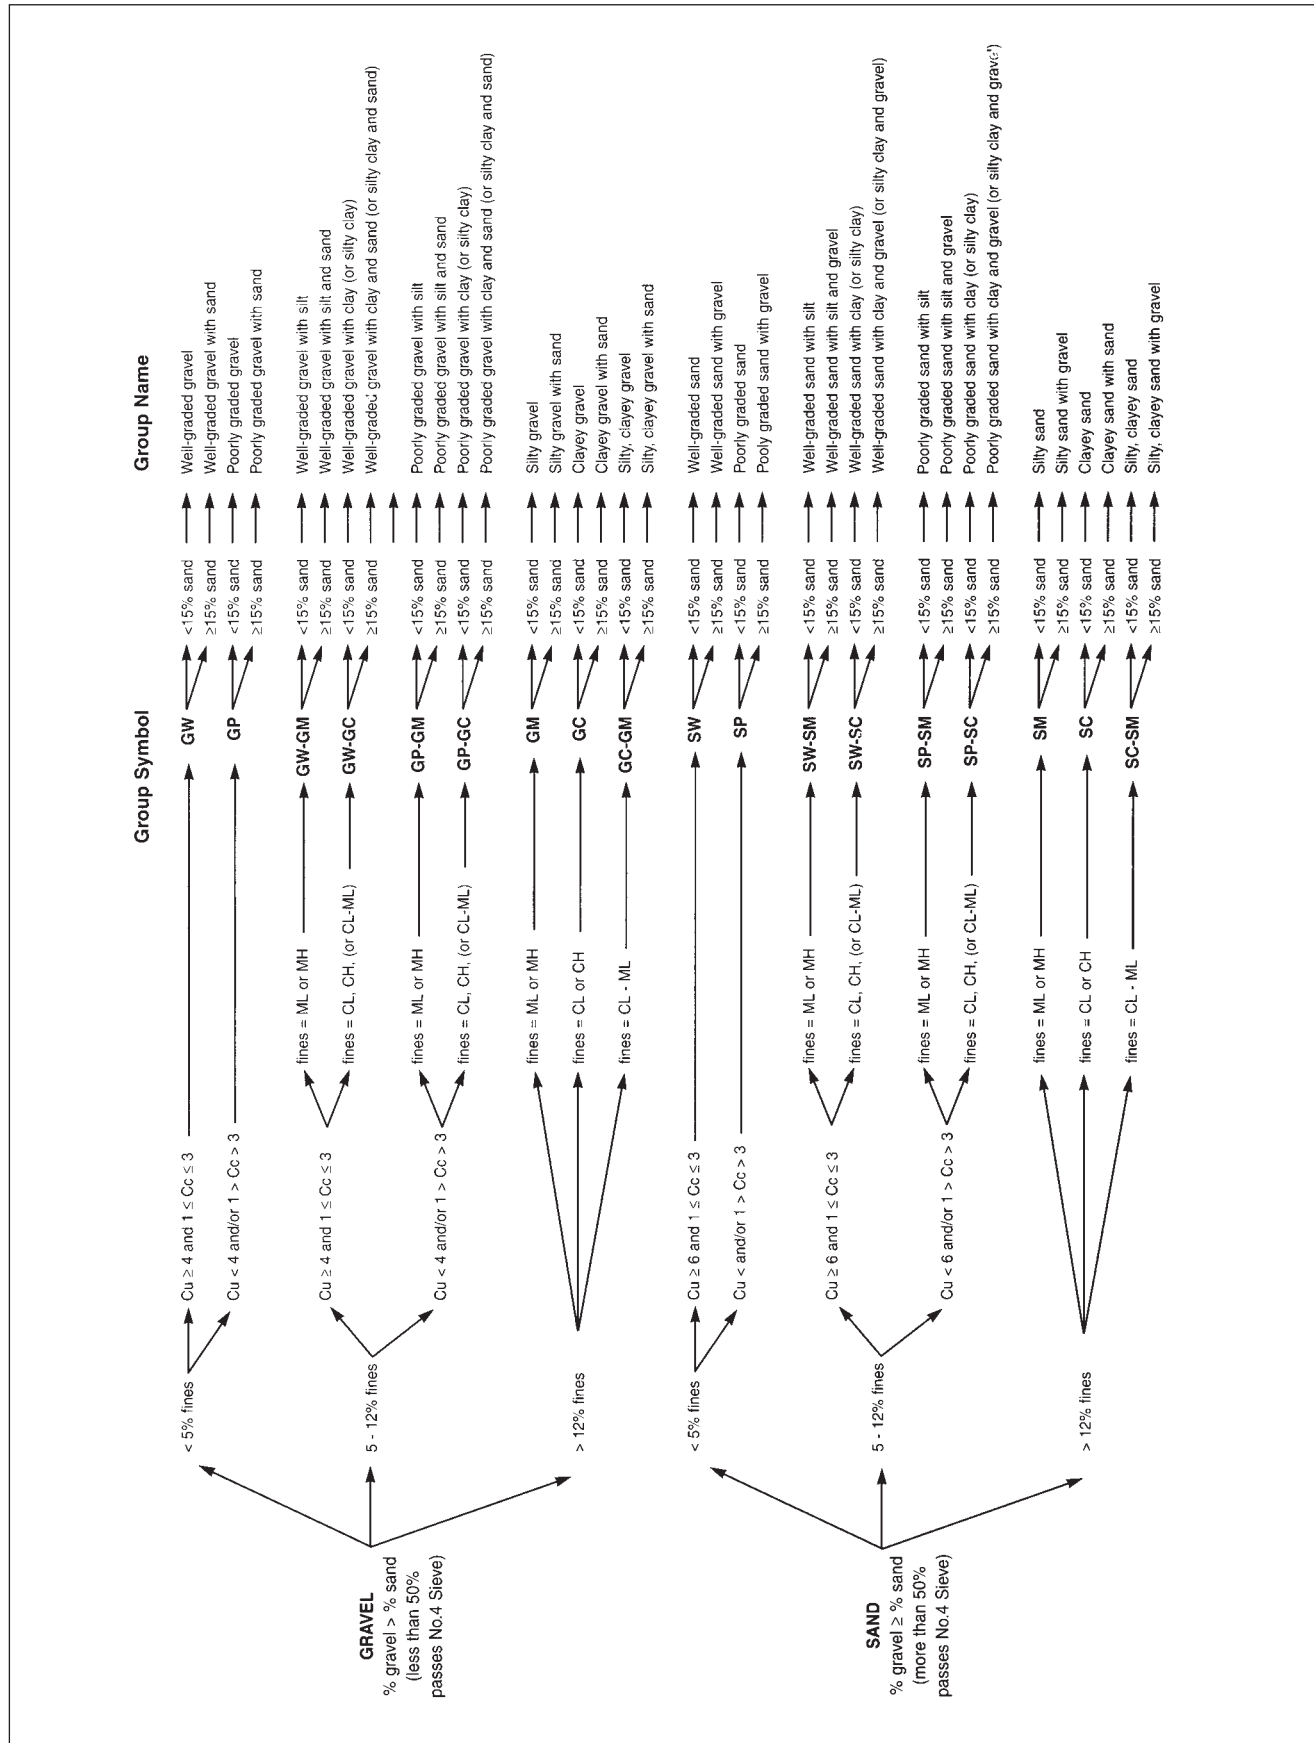 Group Symbol Group Name
< 5% fines Cu ≥ 4 and 1 ≤ Cc ≤ 3 GW <15% sand Well-graded gravel
≥15% sand Well-graded gravel with sand
Cu < 4 and/or 1 > Cc > 3 GP <15% sand Poorly graded gravel
≥15% sand Poorly graded gravel with sand
GRAVEL
% gravel > % sand
(less than 50%
passes No.4 Sieve)
5 - 12% fines Cu ≥ 4 and 1 ≤ Cc ≤ 3 fines = ML or MH GW-GM <15% sand Well-graded gravel with silt
≥15% sand Well-graded gravel with silt and sand
fines = CL, CH, (or CL-ML) GW-GC <15% sand Well-graded gravel with clay (or silty clay)
≥15% sand Well-graded gravel with clay and sand (or silty clay and sand)
Cu < 4 and/or 1 > Cc > 3 fines = ML or MH GP-GM <15% sand Poorly graded gravel with silt
≥15% sand Poorly graded gravel with silt and sand
fines = CL, CH, (or CL-ML) GP-GC <15% sand Poorly graded gravel with clay (or silty clay)
≥15% sand Poorly graded gravel with clay and sand (or silty clay and sand)
> 12% fines fines = ML or MH GM <15% sand Silty gravel
≥15% sand Silty gravel with sand
fines = CL or CH GC <15% sand Clayey gravel
≥15% sand Clayey gravel with sand
fines = CL - ML GC-GM <15% sand Silty, clayey gravel
≥15% sand Silty, clayey gravel with sand
< 5% fines Cu ≥ 6 and 1 ≤ Cc ≤ 3 SW <15% sand Well-graded sand
≥15% sand Well-graded sand with gravel
Cu < and/or 1 > Cc > 3 SP <15% sand Poorly graded sand
≥15% sand Pooly graded sand with gravel
SAND
% gravel ≥ % sand
(more than 50%
passes No.4 Sieve)
5 - 12% fines Cu ≥ 6 and 1 ≤ Cc ≤ 3 fines = ML or MH SW-SM <15% sand Well-graded sand with silt
≥15% sand Well-graded sand with silt and gravel
fines = CL, CH, (or CL-ML) SW-SC <15% sand Well-graded sand with clay (or silty clay)
≥15% sand Well-graded sand with clay and gravel (or silty clay and gravel)
Cu < 6 and/or 1 > Cc > 3 fines = ML or MH SP-SM <15% sand Poorly graded sand with silt
≥15% sand Poorly graded sand with silt and gravel
fines = CL, CH, (or CL-ML) SP-SC <15% sand Poorly graded sand with clay (or silty clay)
≥15% sand Poorly graded sand with clay and gravel (or silty clay and gravel)
> 12% fines fines = ML or MH SM <15% sand Silty sand
≥15% sand Silty sand with gravel
fines = CL or CH SC <15% sand Clayey sand
≥15% sand Clayey sand with sand
fines = CL - ML SC-SM <15% sand Silty, clayey sand
≥15% sand Silty, clayey sand with gravel